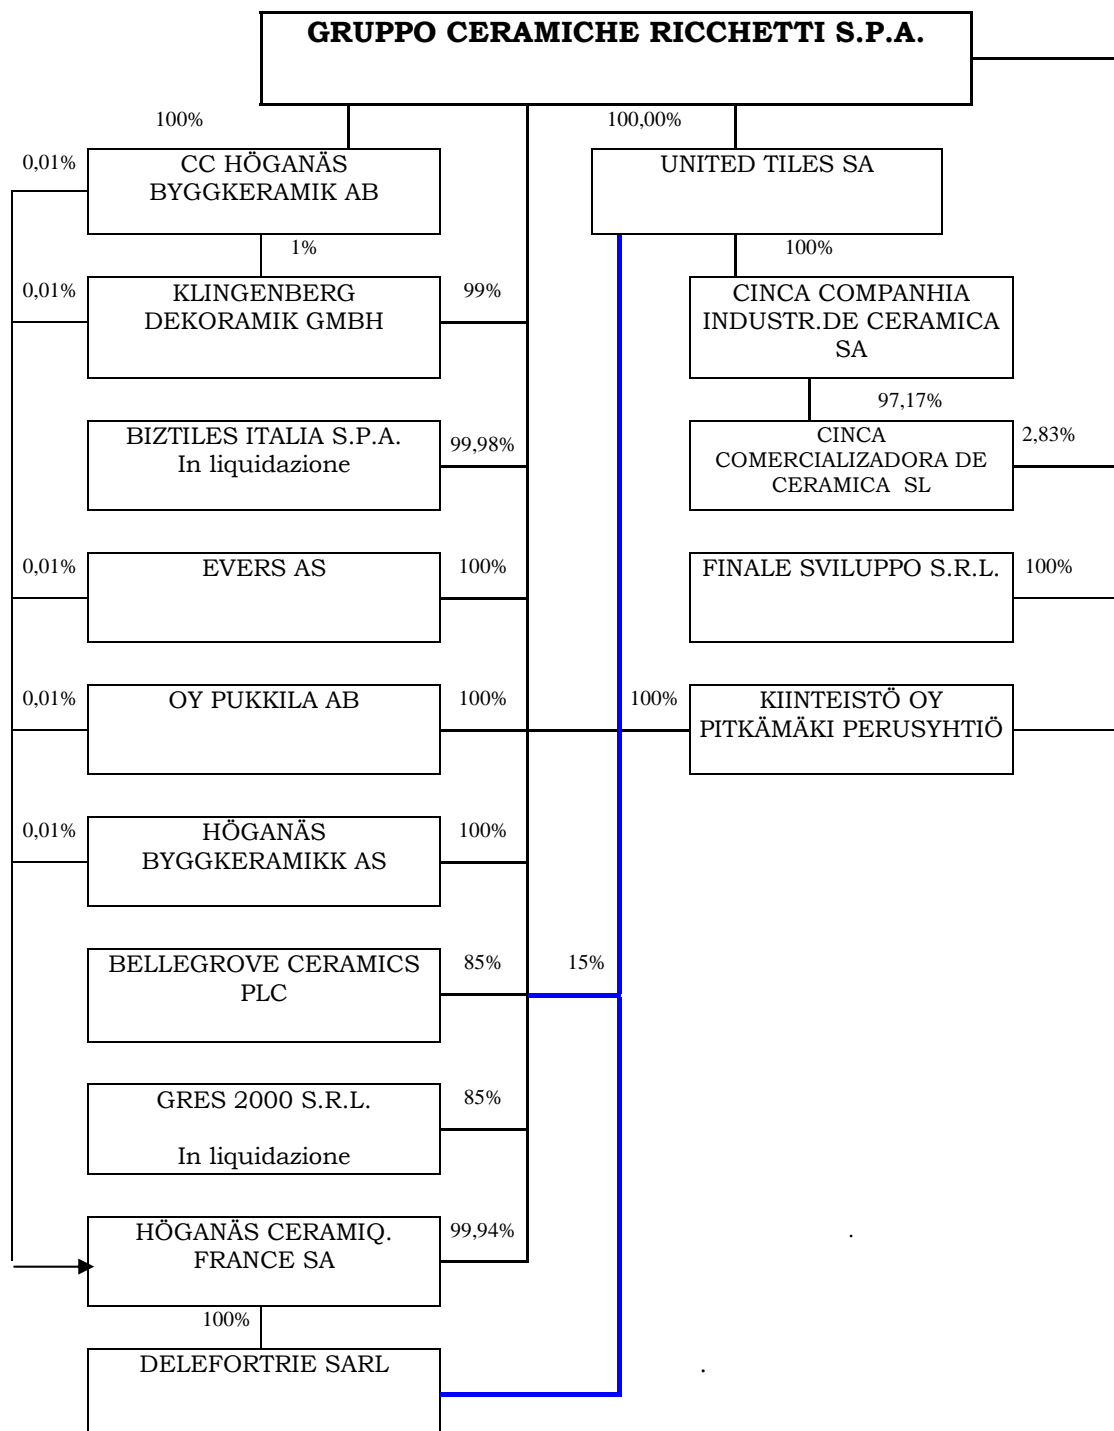 GRUPPO CERAMICHE RICCHETTI S.P.A.
100%
100,00%
0,01%
CC HÖGANÄS
BYGGKERAMIK AB
UNITED TILES SA
1%
100%
0,01%
KLINGENBERG
DEKORAMIK GMBH
99%
CINCA COMPANHIA
INDUSTR.DE CERAMICA
SA
97,17%
BIZTILES ITALIA S.P.A.
In liquidazione
99,98%
CINCA
COMERCIALIZADORA DE
CERAMICA SL
2,83%
0,01%
EVERS AS
100%
FINALE SVILUPPO S.R.L.
100%
0,01%
OY PUKKILA AB
100%
100%
KIINTEISTÖ OY
PITKÄMÄKI PERUSYHTIÖ
0,01%
HÖGANÄS
BYGGKERAMIKK AS
100%
BELLEGROVE CERAMICS
PLC
85%
15%
GRES 2000 S.R.L.
In liquidazione
85%
HÖGANÄS CERAMIQ.
FRANCE SA
99,94%
.
100%
DELEFORTRIE SARL
.